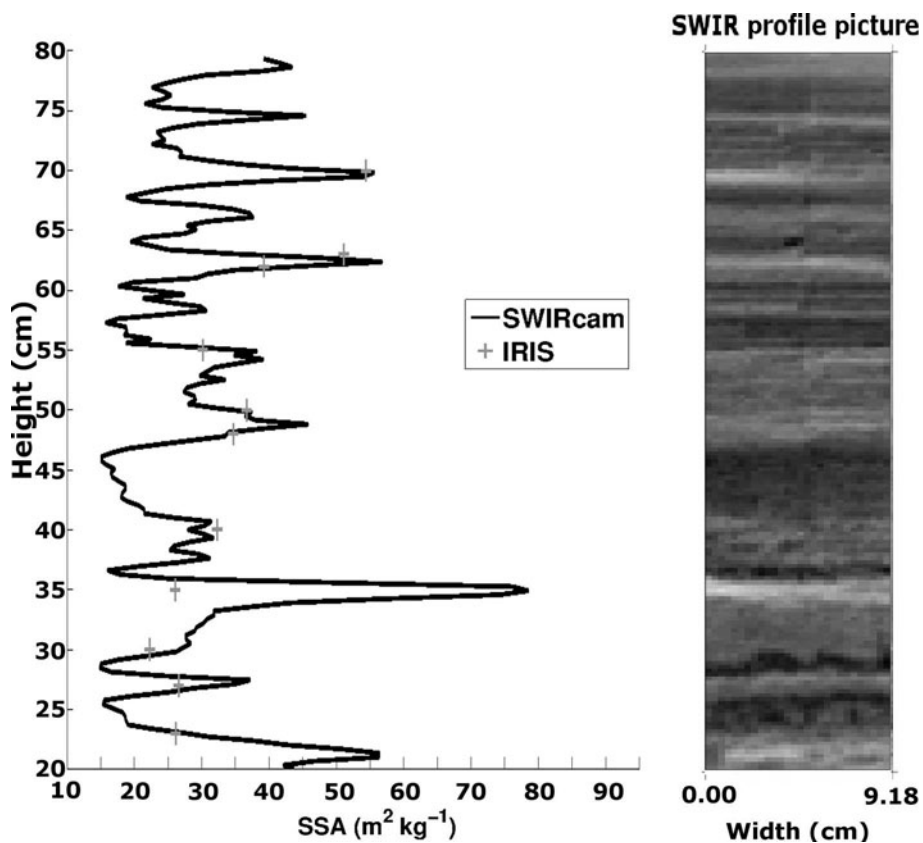 SWIR profile picture
80
75
70
65
60
55
50
45
40
35
30
25
20
Height (cm)
SWIRcam
IRIS
10 20 30 40 50 60 70 80 90
SSA (m² kg⁻¹)
0.00 9.18
Width (cm)